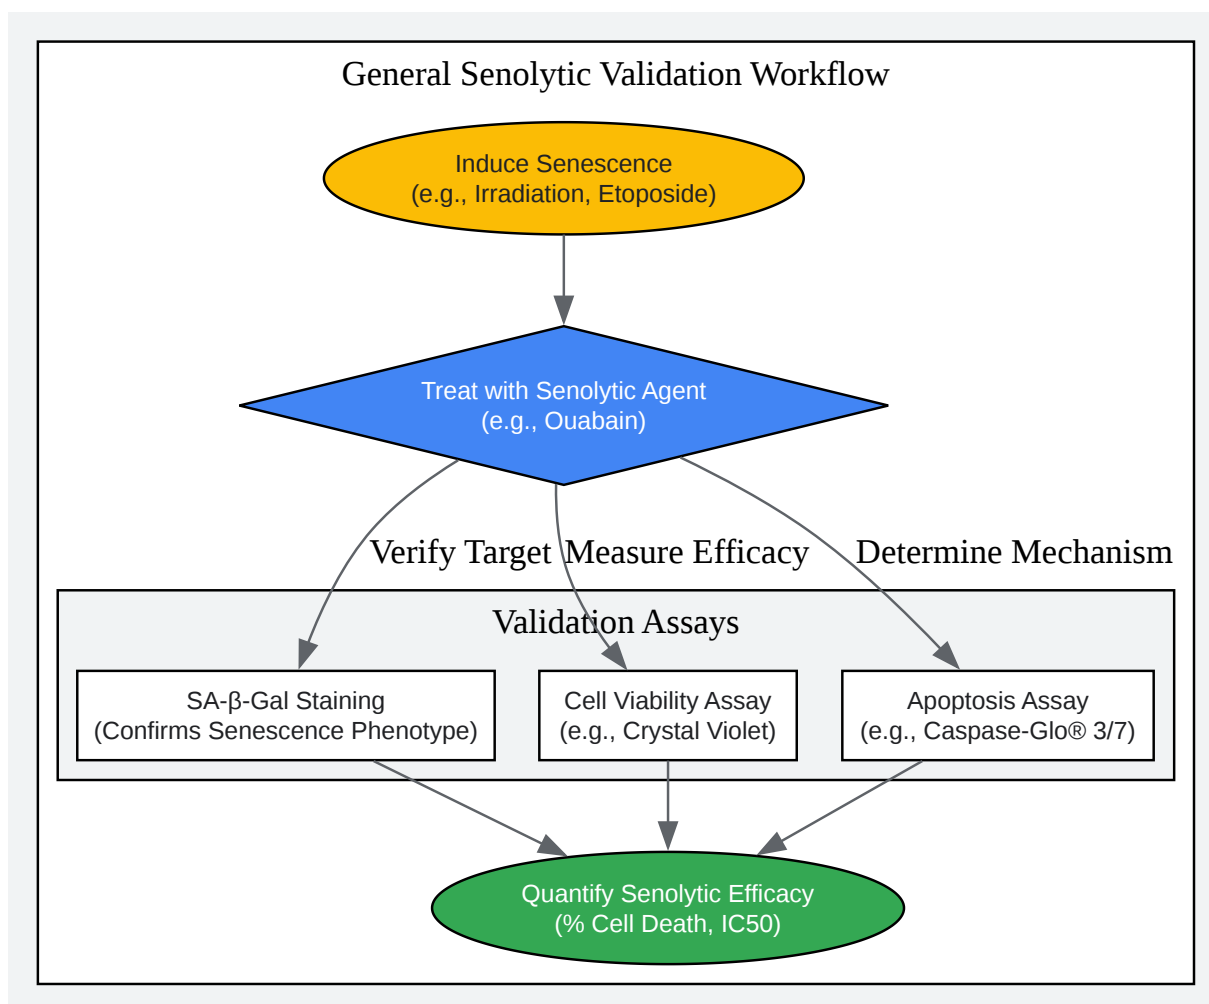 General Senolytic Validation Workflow
Induce Senescence
(e.g., Irradiation, Etoposide)
Treat with Senolytic Agent
(e.g., Ouabain)
Verify Target
Measure Efficacy
Determine Mechanism
Validation Assays
SA-β-Gal Staining
(Confirms Senescence Phenotype)
Cell Viability Assay
(e.g., Crystal Violet)
Apoptosis Assay
(e.g., Caspase-Glo® 3/7)
Quantify Senolytic Efficacy
(% Cell Death, IC50)